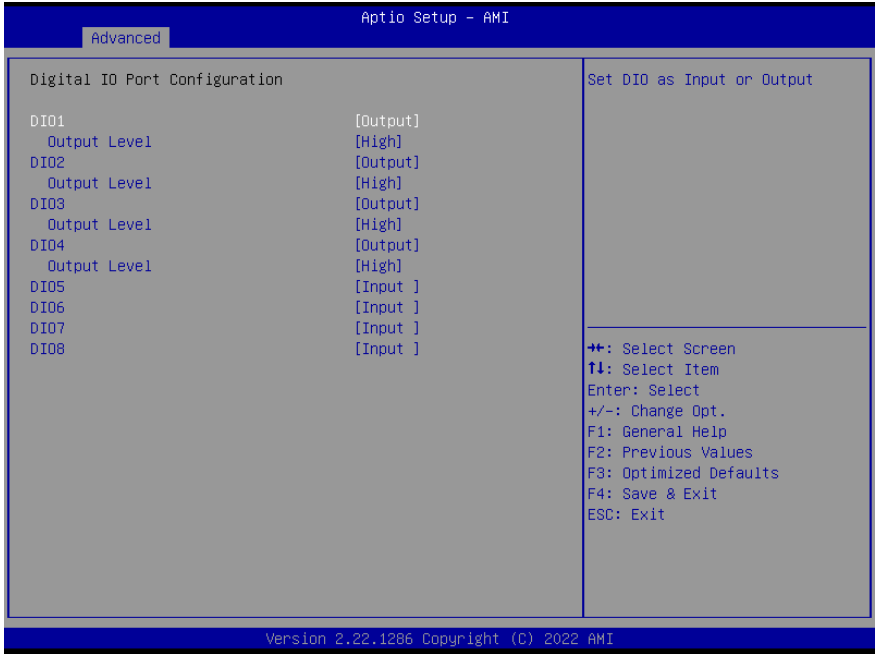 Aptio Setup – AMI
Advanced
Digital IO Port Configuration
DIO1 [Output]
Output Level [High]
DIO2 [Output]
Output Level [High]
DIO3 [Output]
Output Level [High]
DIO4 [Output]
Output Level [High]
DIO5 [Input ]
DIO6 [Input ]
DIO7 [Input ]
DIO8 [Input ]
Set DIO as Input or Output
→←: Select Screen
↑↓: Select Item
Enter: Select
+/-: Change Opt.
F1: General Help
F2: Previous Values
F3: Optimized Defaults
F4: Save & Exit
ESC: Exit
Version 2.22.1286 Copyright (C) 2022 AMI